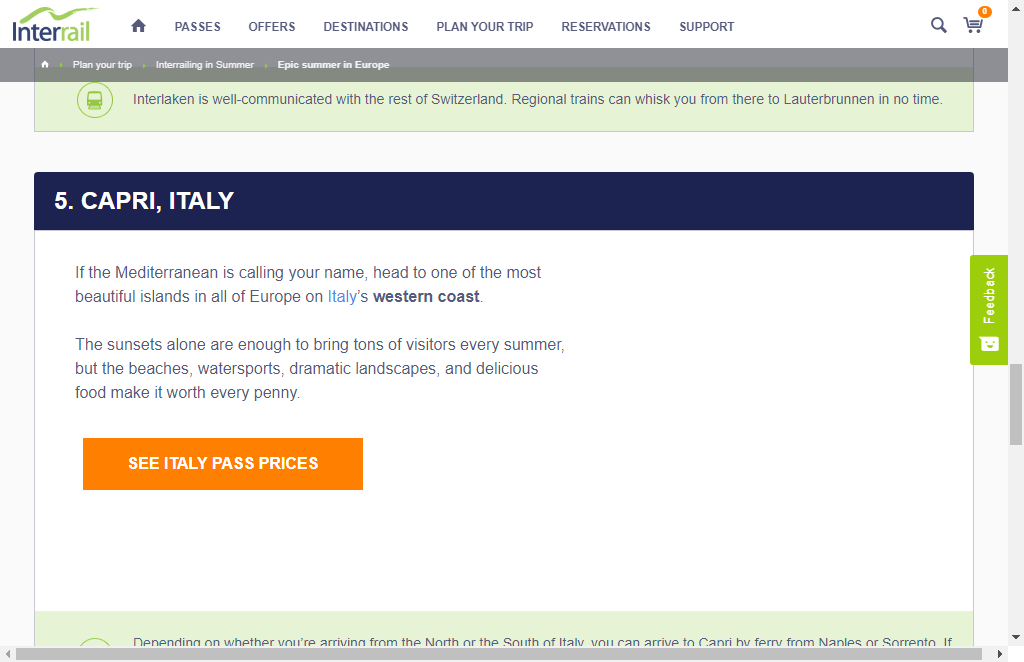 Interrail
PASSES
OFFERS
DESTINATIONS
PLAN YOUR TRIP
RESERVATIONS
SUPPORT
0
Plan your trip
Interrailing in Summer
Epic summer in Europe
Interlaken is well-communicated with the rest of Switzerland. Regional trains can whisk you from there to Lauterbrunnen in no time.
5. CAPRI, ITALY
If the Mediterranean is calling your name, head to one of the most
beautiful islands in all of Europe on Italy's western coast.
The sunsets alone are enough to bring tons of visitors every summer,
but the beaches, watersports, dramatic landscapes, and delicious
food make it worth every penny.
SEE ITALY PASS PRICES
Feedback
Depending on whether you're arriving from the North or the South of Italy, you can arrive to Capri by ferry from Naples or Sorrento. If